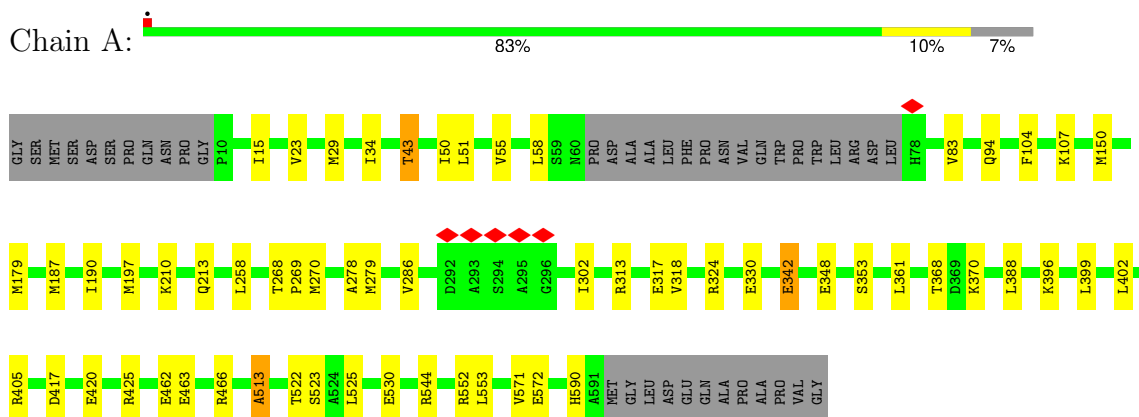 Chain A:
83% 10% 7%
GLY SER MET SER ASP SER PRO GLN ASN PRO GLY P10 I15 V23 M29 I34 T43 I50 L51 V55 L58 S59 N60 PRO ASP ALA ALA LEU PHE PRO ASN VAL GLN TRP PRO TRP LEU ARG ASP LEU H78 V83 Q94 F104 K107 M150
M179 M187 I190 M197 K210 Q213 L258 T268 P269 M270 A278 M279 V286 D292 A293 S294 A295 G296 I302 R313 E317 V318 R324 E330 E342 E348 S353 L361 T368 D369 K370 L388 K396 L399 L402
R405 D417 E420 R425 E462 E463 R466 A513 T522 S523 A524 L525 E530 R544 R552 L553 V571 E572 H590 A591 MET GLY LEU ASP GLU GLN ALA PRO ALA PRO VAL GLY